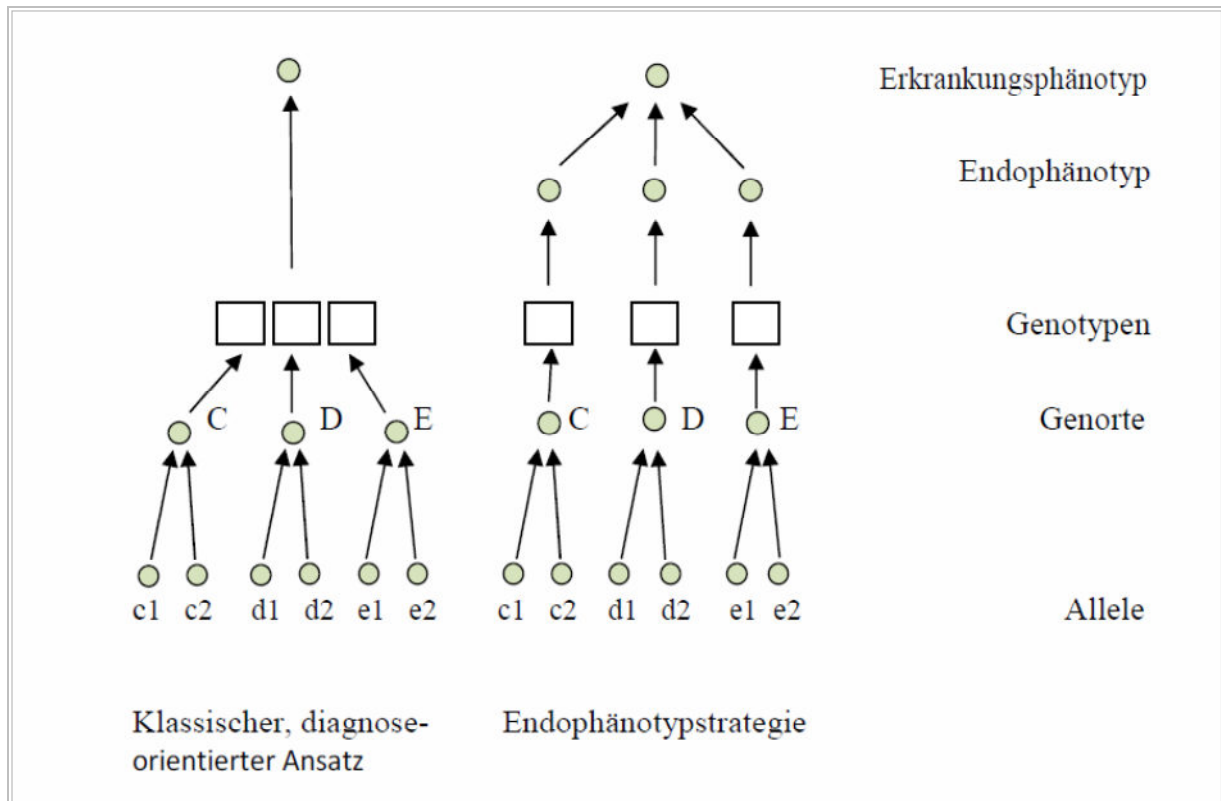 Erkrankungsphänotyp
Endophänotyp
Genotypen
C D E C D E Genorte
c1 c2 d1 d2 e1 e2 c1 c2 d1 d2 e1 e2 Allele
Klassischer, diagnose- Endophänotypstrategie
orientierter Ansatz